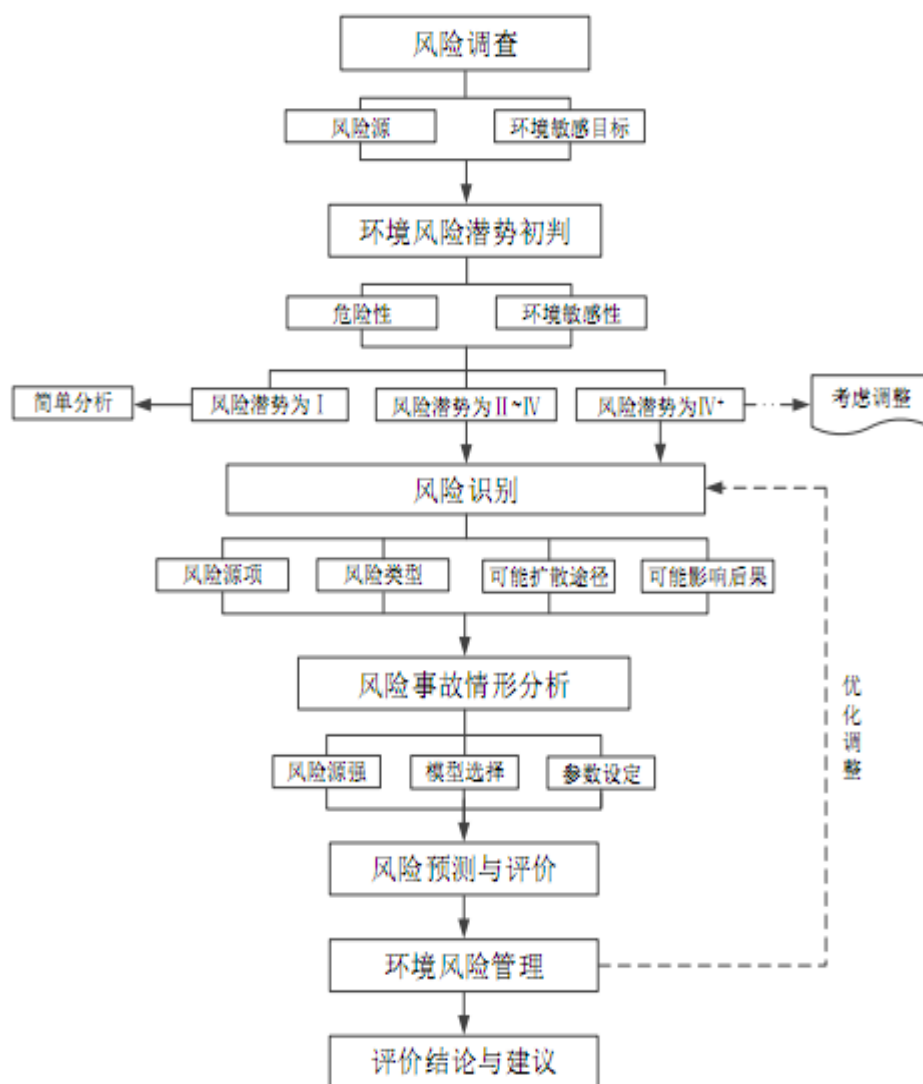 风险调查
风险源
环境敏感目标
环境风险潜势初判
危险性
环境敏感性
简单分析
风险潜势为Ⅰ
风险潜势为Ⅱ~Ⅳ
风险潜势为Ⅳ⁺
考虑调整
风险识别
风险源项
风险类型
可能扩散途径
可能影响后果
风险事故情形分析
风险源强
模型选择
参数设定
优化调整
风险预测与评价
环境风险管理
评价结论与建议